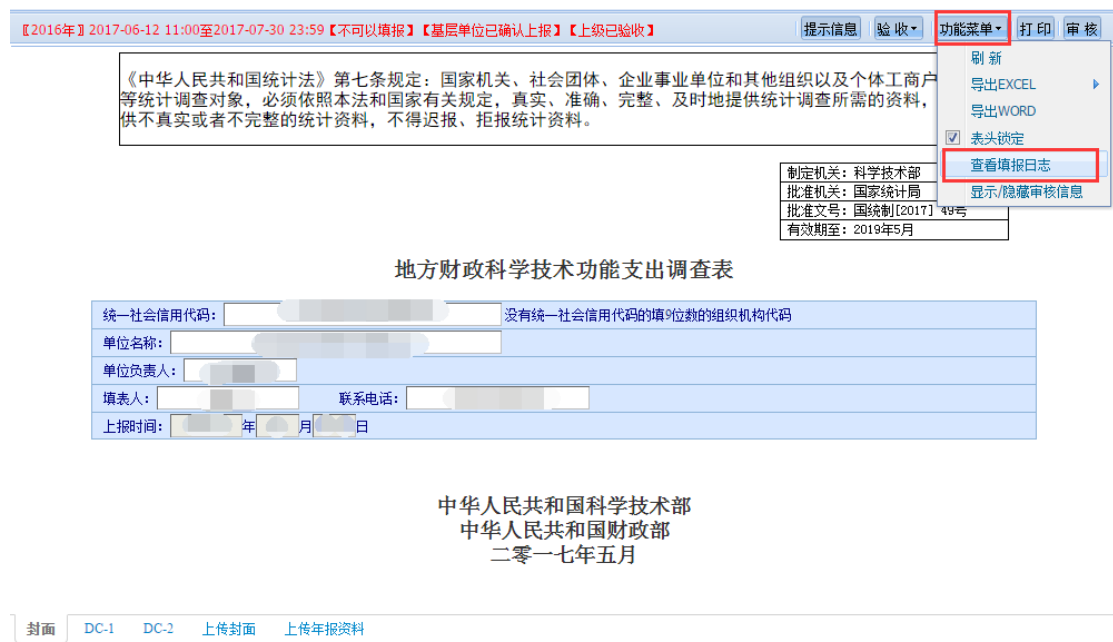 〖2016年〗2017-06-12 11:00至2017-07-30 23:59【不可以填报】【基层单位已确认上报】【上级已验收】
提示信息 验 收 功能菜单 打 印 审 核
刷 新
导出EXCEL
导出WORD
表头锁定
查看填报日志
显示/隐藏审核信息
《中华人民共和国统计法》第七条规定：国家机关、社会团体、企业事业单位和其他组织以及个体工商户
等统计调查对象，必须依照本法和国家有关规定，真实、准确、完整、及时地提供统计调查所需的资料，
供不真实或者不完整的统计资料，不得迟报、拒报统计资料。
制定机关：科学技术部
批准机关：国家统计局
批准文号：国统制[2017] 49号
有效期至：2019年5月
地方财政科学技术功能支出调查表
统一社会信用代码： 没有统一社会信用代码的填9位数的组织机构代码
单位名称：
单位负责人：
填表人： 联系电话：
上报时间： 年 月 日
中华人民共和国科学技术部
中华人民共和国财政部
二零一七年五月
封面 DC-1 DC-2 上传封面 上传年报资料